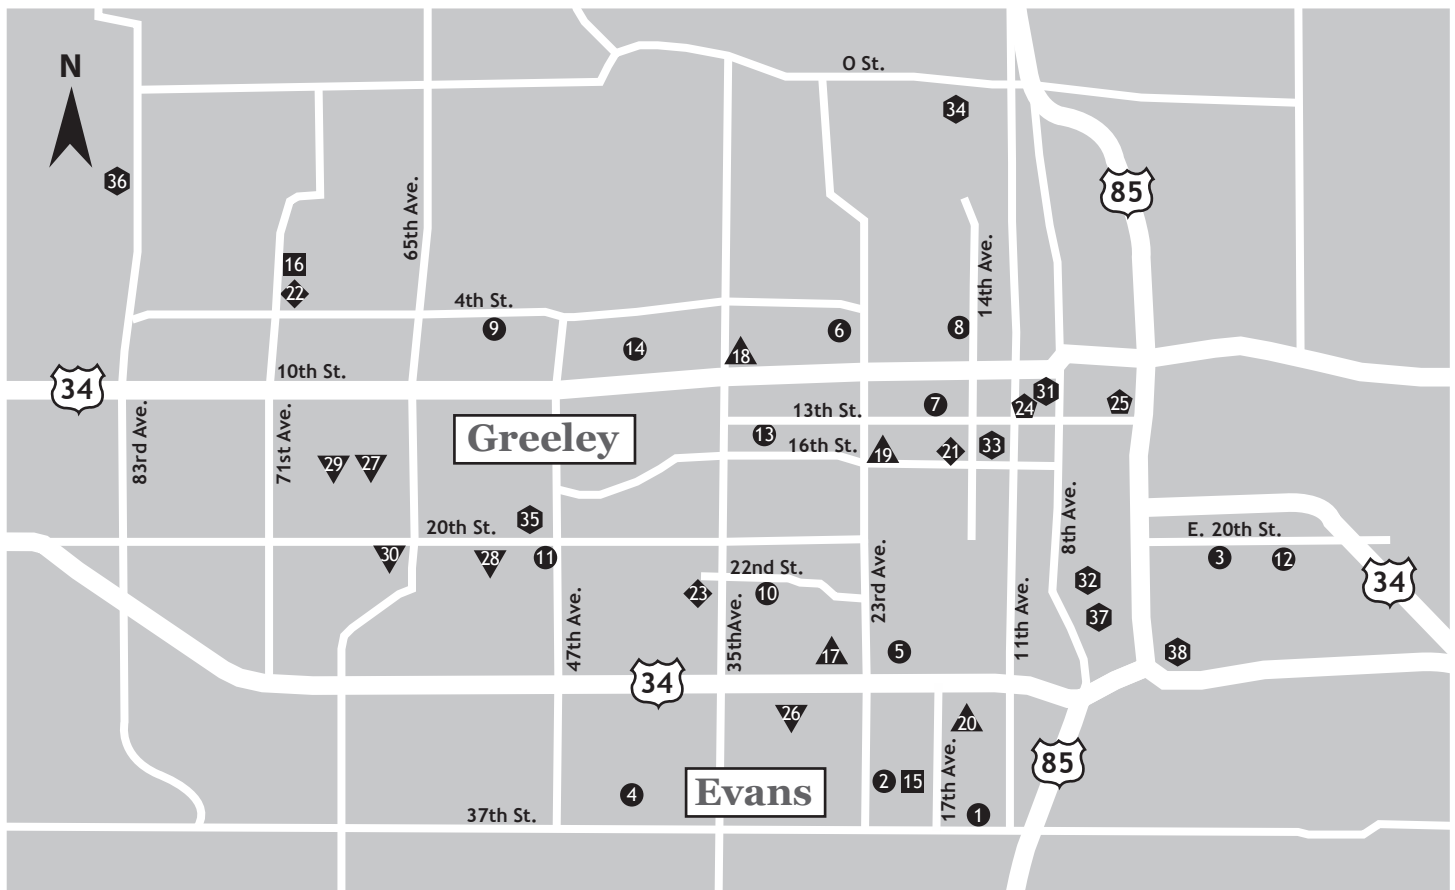 O St.
N
34
85
36
65th Ave.
14th Ave.
16
22
4th St.
9
6
8
14
18
10th St.
34
31
7
24
25
13th St.
83rd Ave.
71st Ave.
Greeley
13
16th St.
19
21
33
29
27
8th Ave.
35
20th St.
E. 20th St.
30
28
11
3
12
23rd Ave.
22nd St.
32
34
23
10
11th Ave.
47th Ave.
35thAve.
37
17
5
38
34
26
20
85
17th Ave.
2
15
4
Evans
37th St.
1